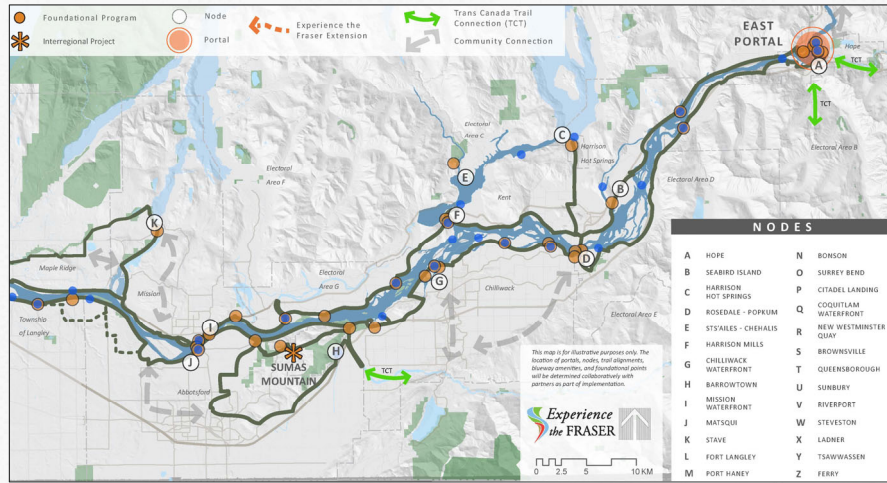 Foundational Program
Node
Experience the
Fraser Extension
Trans Canada Trail
Connection (TCT)
Interregional Project
Portal
Community Connection
EAST
PORTAL
Hope
A
TCT
TCT
Electoral Area B
Electoral
Area C
C
Harrison
Hot Springs
E
Electoral
Area F
Kent
B
Electoral Area D
F
K
D
Maple Ridge
Mission
Electoral
Area G
G
Chilliwack
Electoral Area E
Township
of Langley
I
J
SUMAS
MOUNTAIN
H
TCT
Abbotsford
This map is for illustrative purposes only. The
location of portals, nodes, trail alignments,
blueway amenities, and foundational points
will be determined collaboratively with
partners as part of implementation.
Experience
the FRASER
0 2.5 5 10 KM
NODES
A HOPE
B SEABIRD ISLAND
C HARRISON
HOT SPRINGS
D ROSEDALE - POPKUM
E STS'AILES - CHEHALIS
F HARRISON MILLS
G CHILLIWACK
WATERFRONT
H BARROWTOWN
I MISSION
WATERFRONT
J MATSQUI
K STAVE
L FORT LANGLEY
M PORT HANEY
N BONSON
O SURREY BEND
P CITADEL LANDING
Q COQUITLAM
WATERFRONT
R NEW WESTMINSTER
QUAY
S BROWNSVILLE
T QUEENSBOROUGH
U SUNBURY
V RIVERPORT
W STEVESTON
X LADNER
Y TSAWWASSEN
Z FERRY